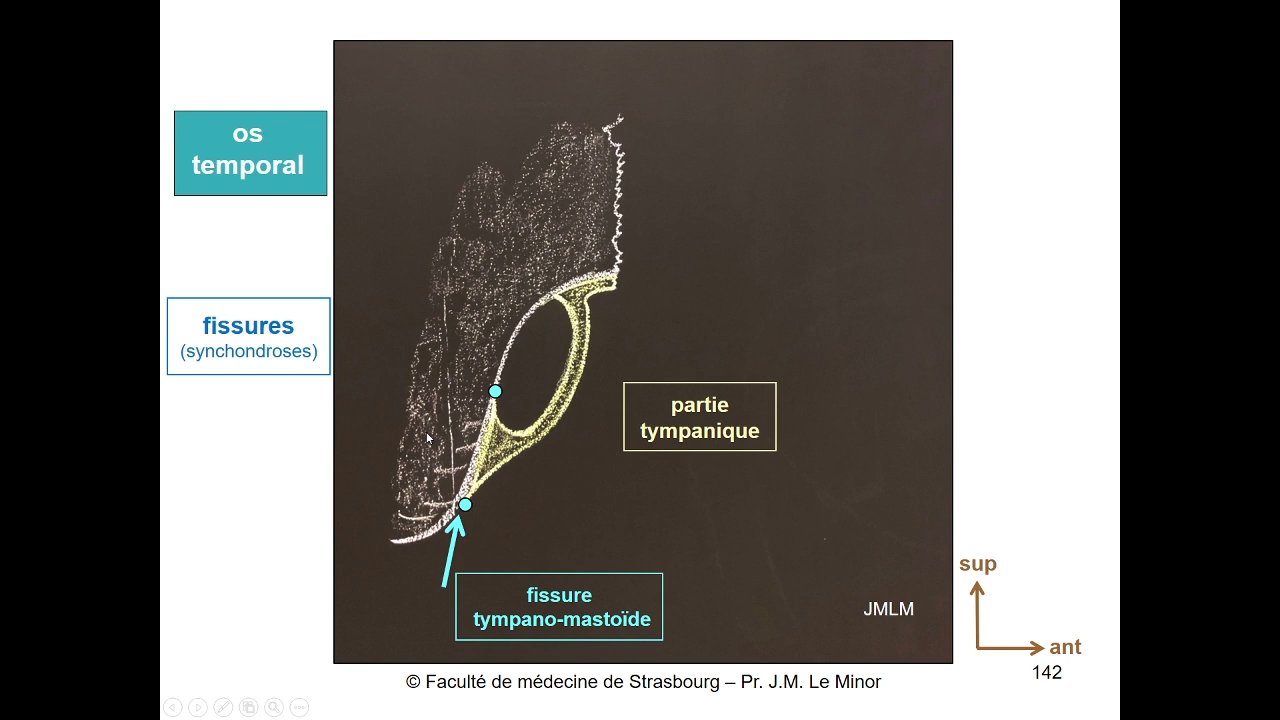 os
temporal
fissures
(synchondroses)
partie
tympanique
fissure
tympano-mastoïde
JMLM
sup
ant
142
© Faculté de médecine de Strasbourg – Pr. J.M. Le Minor